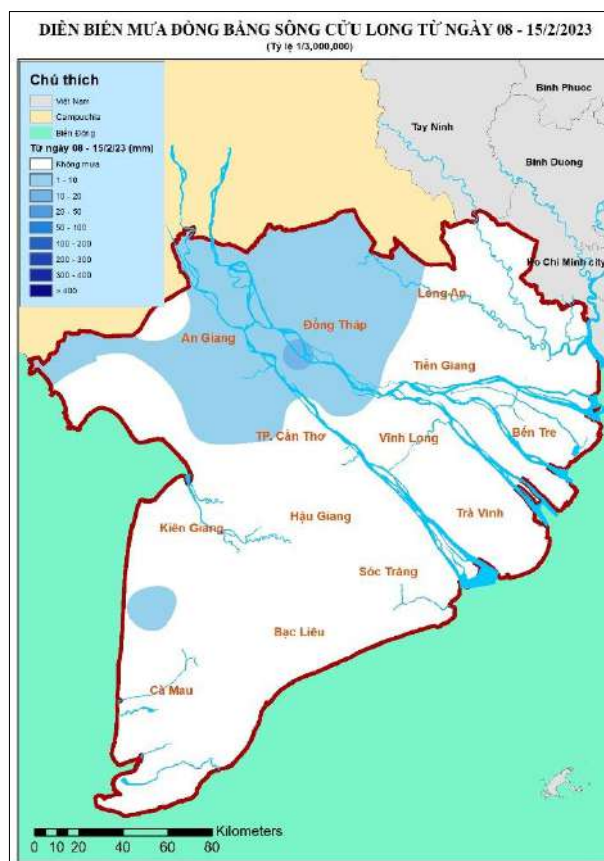 DIỄN BIẾN MƯA ĐỒNG BẰNG SÔNG CỬU LONG TỪ NGÀY 08 - 15/2/2023
(Tỷ lệ 1/3,000,000)
Chú thích
Việt Nam
Campuchia
Biển Đông
Từ ngày 08 - 15/2/23 (mm)
Không mưa
1 - 10
10 - 20
20 - 50
50 - 100
100 - 200
200 - 300
300 - 400
> 400
Binh Phuoc
Tay Ninh
Binh Duong
Ho Chi Minh city
Long An
Đồng Tháp
An Giang
Tiền Giang
TP. Cần Thơ
Vĩnh Long
Bến Tre
Hậu Giang
Trà Vinh
Kiên Giang
Sóc Trăng
Bạc Liêu
Cà Mau
0 10 20 40 60 80 Kilometers